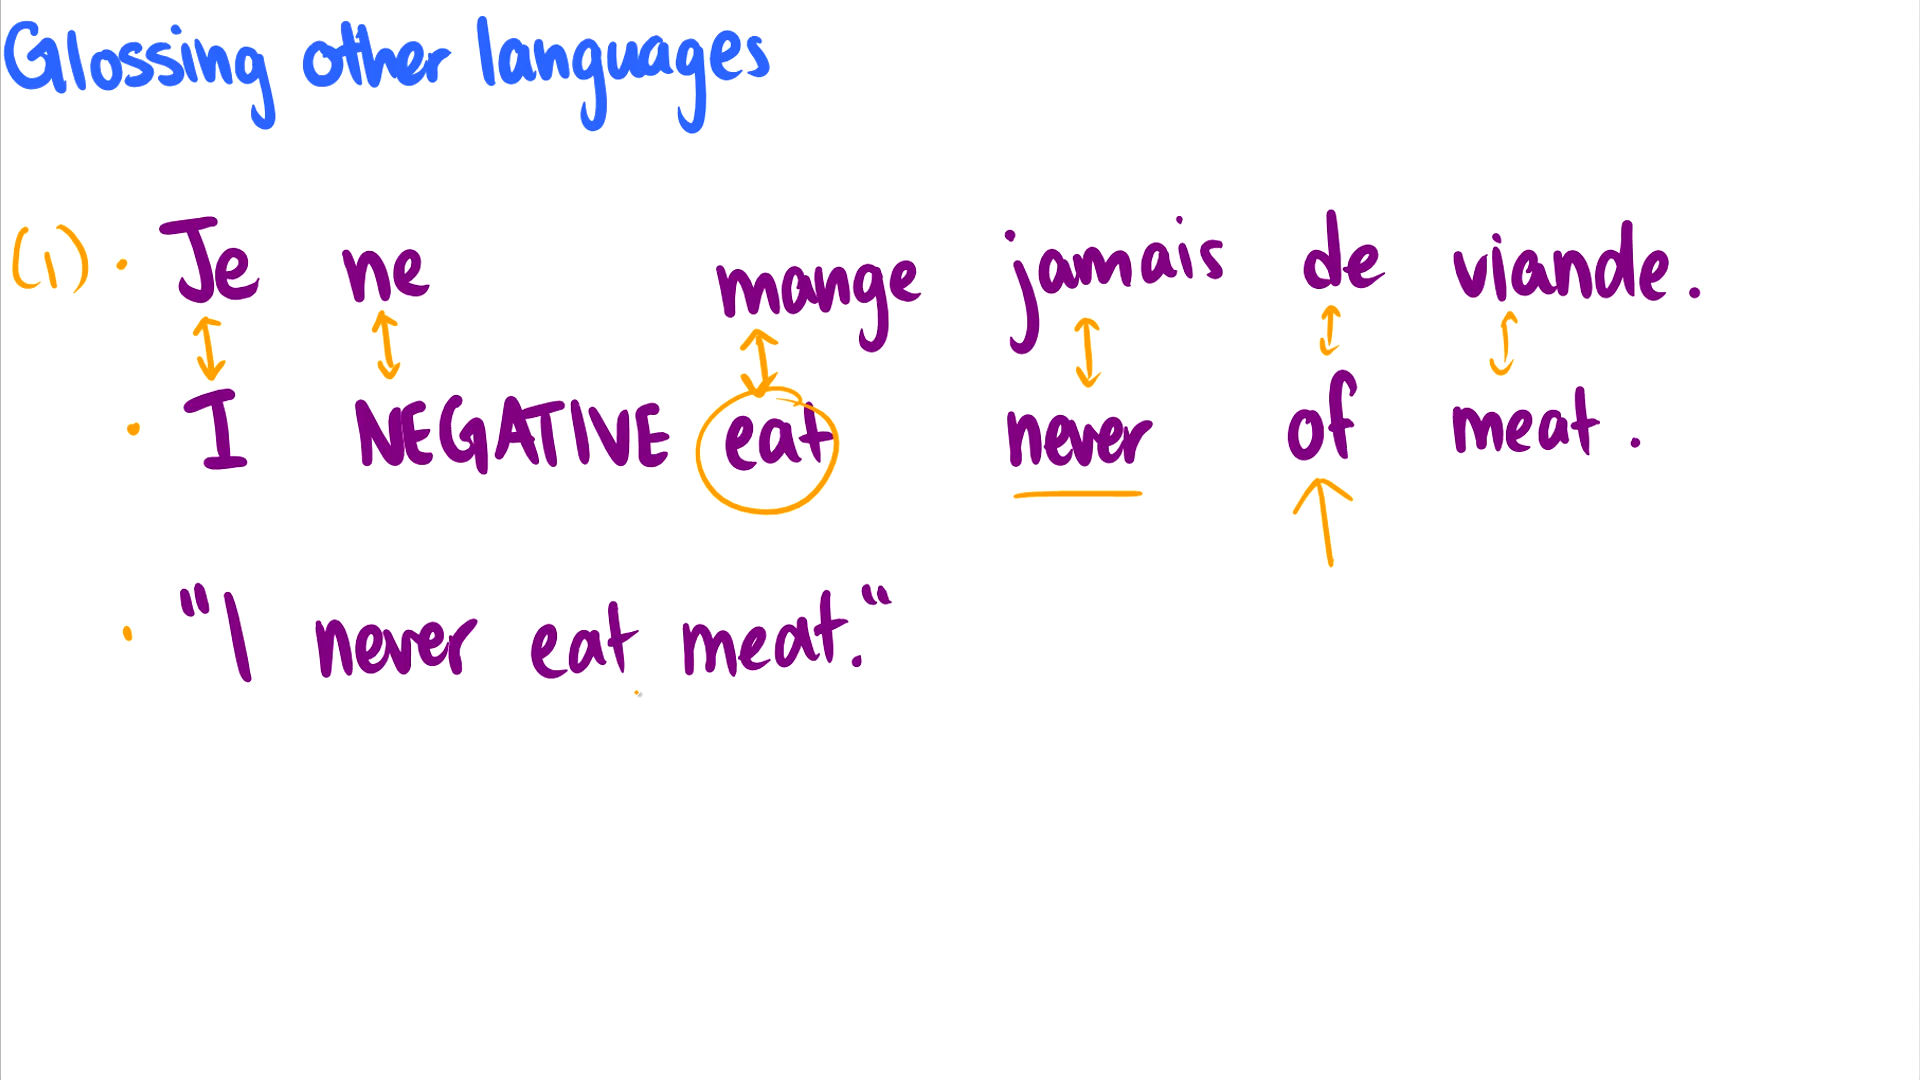 Glossing other languages
(1) · Je ne mange jamais de viande.
· I NEGATIVE eat never of meat.
· "I never eat meat."